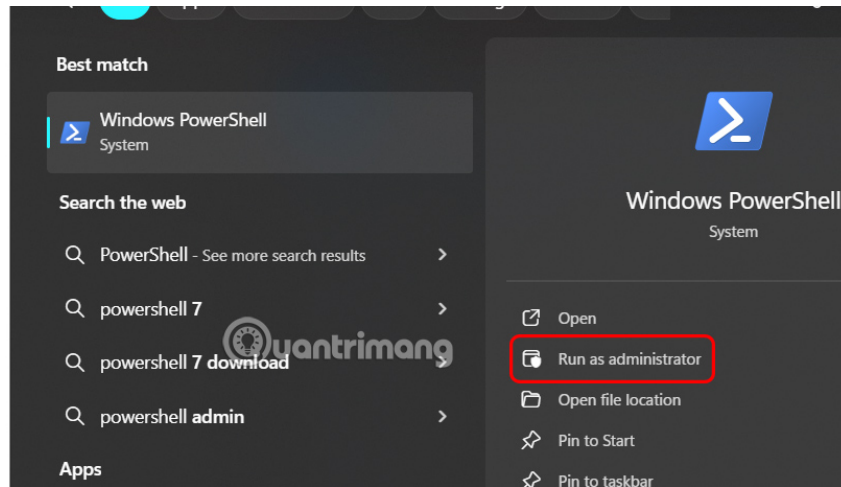 Best match
Windows PowerShell
System
Search the web
PowerShell - See more search results
powershell 7
powershell 7 download
powershell admin
Apps
Windows PowerShell
System
Open
Run as administrator
Open file location
Pin to Start
Pin to taskbar
uantrimang